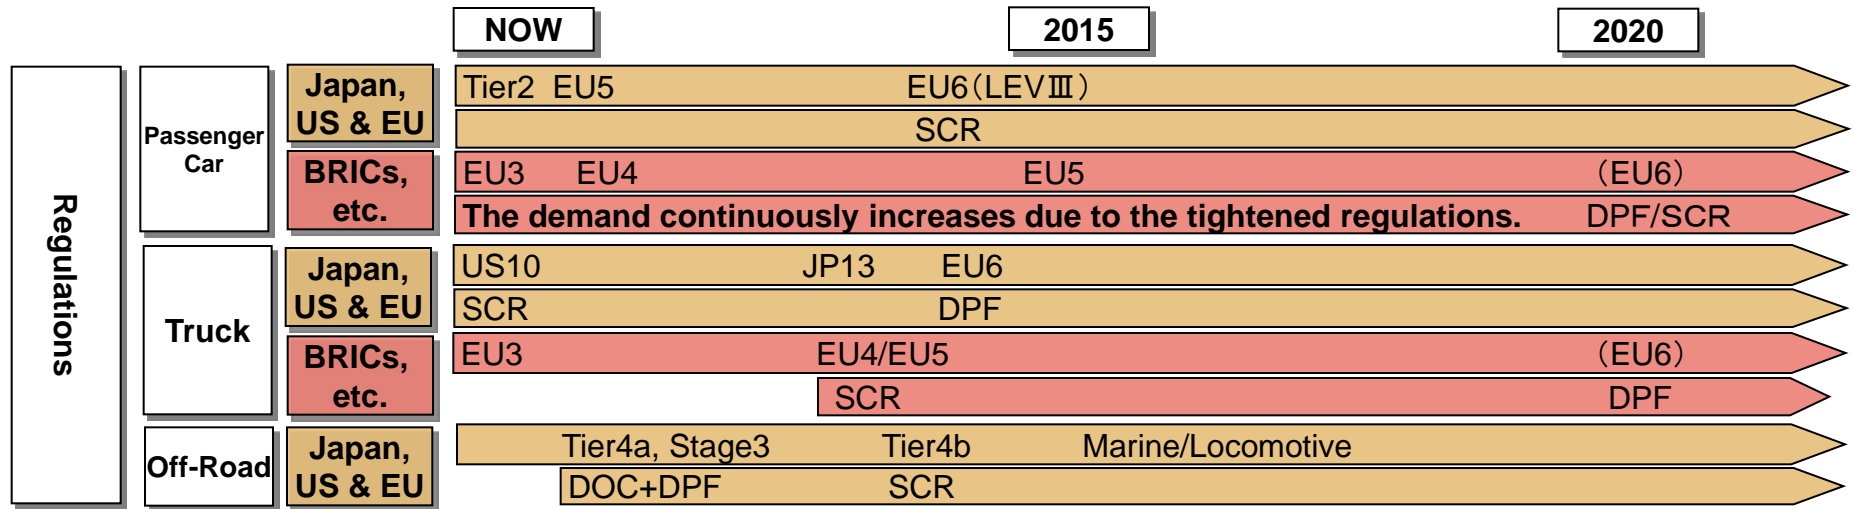 NOW
2015
2020
Regulations
Passenger
Car
Japan,
US & EU
Tier2 EU5 EU6(LEVⅢ)
SCR
BRICs,
etc.
EU3 EU4 EU5 (EU6)
The demand continuously increases due to the tightened regulations. DPF/SCR
Truck
Japan,
US & EU
US10 JP13 EU6
SCR DPF
BRICs,
etc.
EU3 EU4/EU5 (EU6)
SCR DPF
Off-Road
Japan,
US & EU
Tier4a, Stage3 Tier4b Marine/Locomotive
DOC+DPF SCR